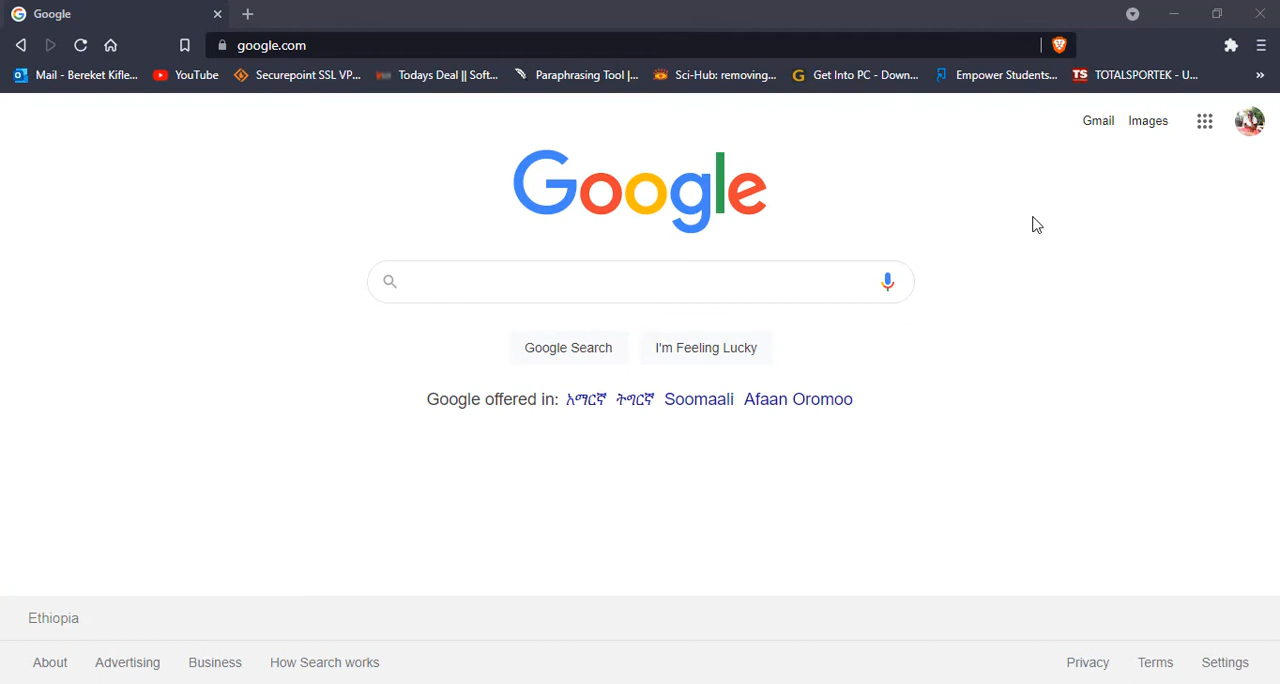 Google
google.com
Mail - Bereket Kifle... YouTube Securepoint SSL VP... Todays Deal || Soft... Paraphrasing Tool |... Sci-Hub: removing... Get Into PC - Down... Empower Students... TS TOTALSPORTEK - U... »
Gmail Images
Google
Google Search I'm Feeling Lucky
Google offered in: አማርኛ ትግርኛ Soomaali Afaan Oromoo
Ethiopia
About Advertising Business How Search works Privacy Terms Settings